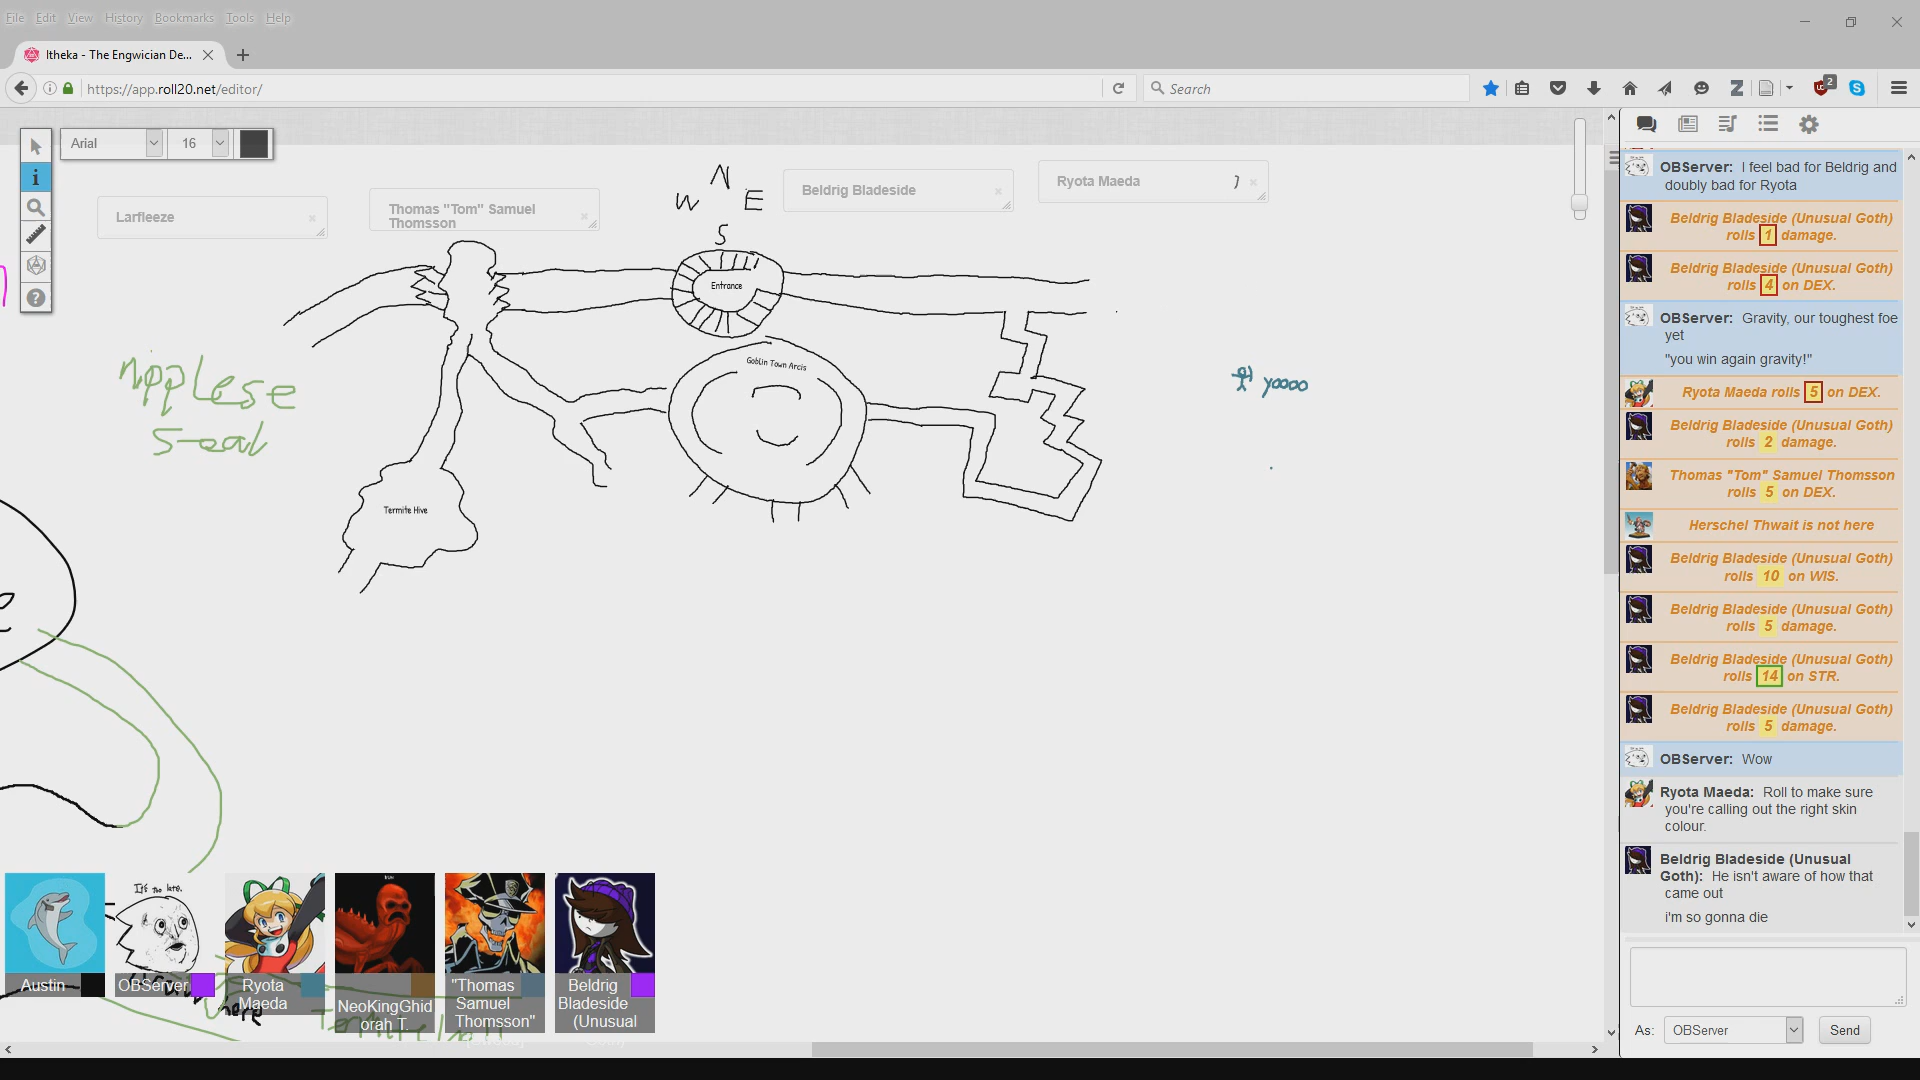 File Edit View History Bookmarks Tools Help
Itheka - The Engwician De...
https://app.roll20.net/editor/
Search
2
Arial 16
Larfleeze
Thomas "Tom" Samuel
Thomsson
Beldrig Bladeside
Ryota Maeda
N
W E
S
Entrance
Goblin Town Arcis
Termite Hive
yoooo
It's too late.
here
Austin
OBServer
Ryota
Maeda
NeoKingGhid
orah T.
"Thomas
Samuel
Thomsson"
Beldrig
Bladeside
(Unusual
OBServer: I feel bad for Beldrig and
doubly bad for Ryota
Beldrig Bladeside (Unusual Goth)
rolls 1 damage.
Beldrig Bladeside (Unusual Goth)
rolls 4 on DEX.
OBServer: Gravity, our toughest foe
yet
"you win again gravity!"
Ryota Maeda rolls 5 on DEX.
Beldrig Bladeside (Unusual Goth)
rolls 2 damage.
Thomas "Tom" Samuel Thomsson
rolls 5 on DEX.
Herschel Thwait is not here
Beldrig Bladeside (Unusual Goth)
rolls 10 on WIS.
Beldrig Bladeside (Unusual Goth)
rolls 5 damage.
Beldrig Bladeside (Unusual Goth)
rolls 14 on STR.
Beldrig Bladeside (Unusual Goth)
rolls 5 damage.
OBServer: Wow
Ryota Maeda: Roll to make sure
you're calling out the right skin
colour.
Beldrig Bladeside (Unusual
Goth): He isn't aware of how that
came out
i'm so gonna die
As: OBServer Send